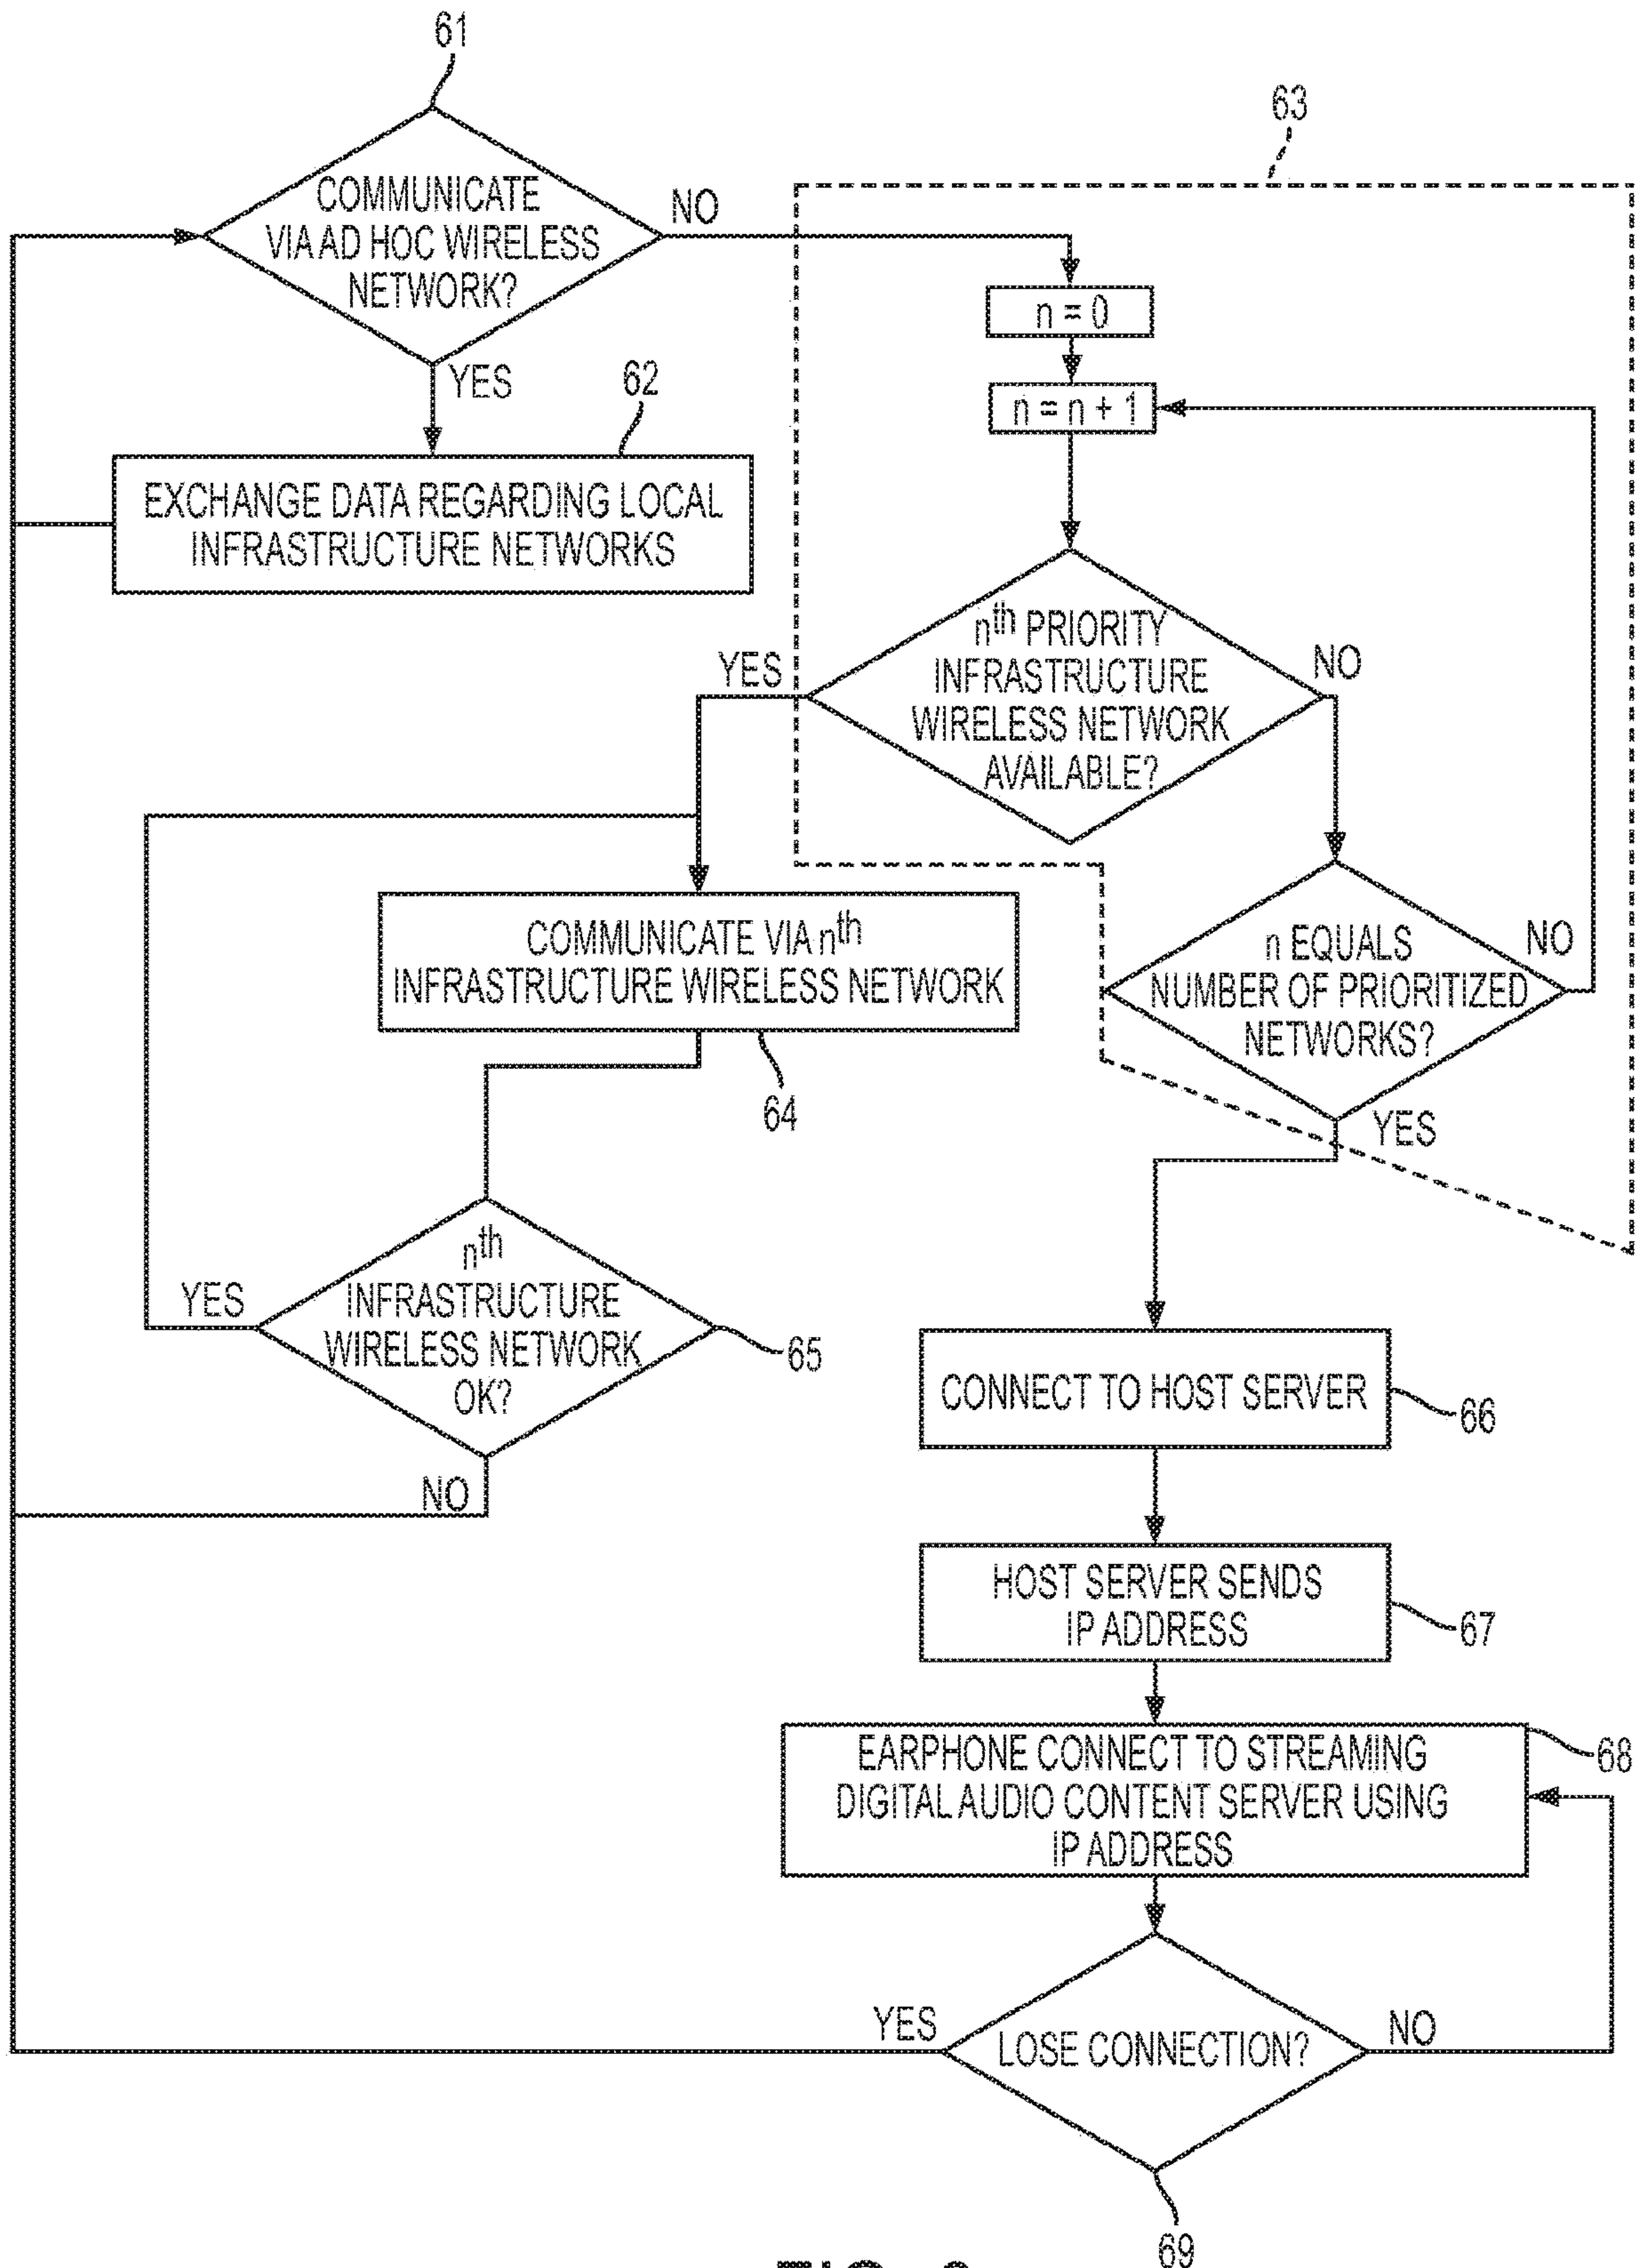 61
COMMUNICATE
VIA AD HOC WIRELESS
NETWORK?
NO
YES
62
EXCHANGE DATA REGARDING LOCAL
INFRASTRUCTURE NETWORKS
63
n = 0
n = n + 1
nth PRIORITY
INFRASTRUCTURE
WIRELESS NETWORK
AVAILABLE?
YES
NO
n EQUALS
NUMBER OF PRIORITIZED
NETWORKS?
NO
YES
COMMUNICATE VIA nth
INFRASTRUCTURE WIRELESS NETWORK
64
nth
INFRASTRUCTURE
WIRELESS NETWORK
OK?
YES
65
NO
CONNECT TO HOST SERVER
66
HOST SERVER SENDS
IP ADDRESS
67
EARPHONE CONNECT TO STREAMING
DIGITAL AUDIO CONTENT SERVER USING
IP ADDRESS
68
LOSE CONNECTION?
YES
NO
69